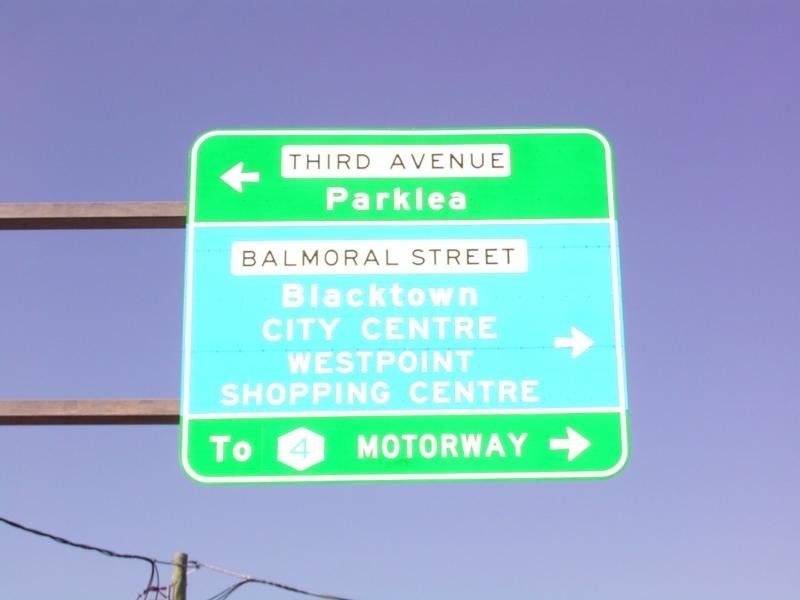 THIRD AVENUE
Parklea
BALMORAL STREET
Blacktown
CITY CENTRE
WESTPOINT
SHOPPING CENTRE
To 4 MOTORWAY